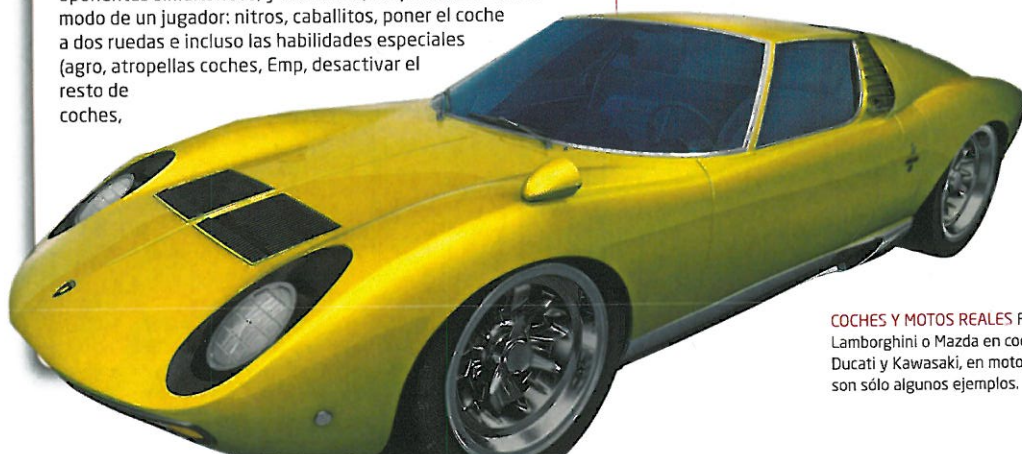 modo de un jugador: nitros, caballitos, poner el coche
a dos ruedas e incluso las habilidades especiales
(agro, atropellas coches, Emp, desactivar el
resto de
coches,
COCHES Y MOTOS REALES
Lamborghini o Mazda en
Ducati y Kawasaki, en
son sólo algunos ejemplos.